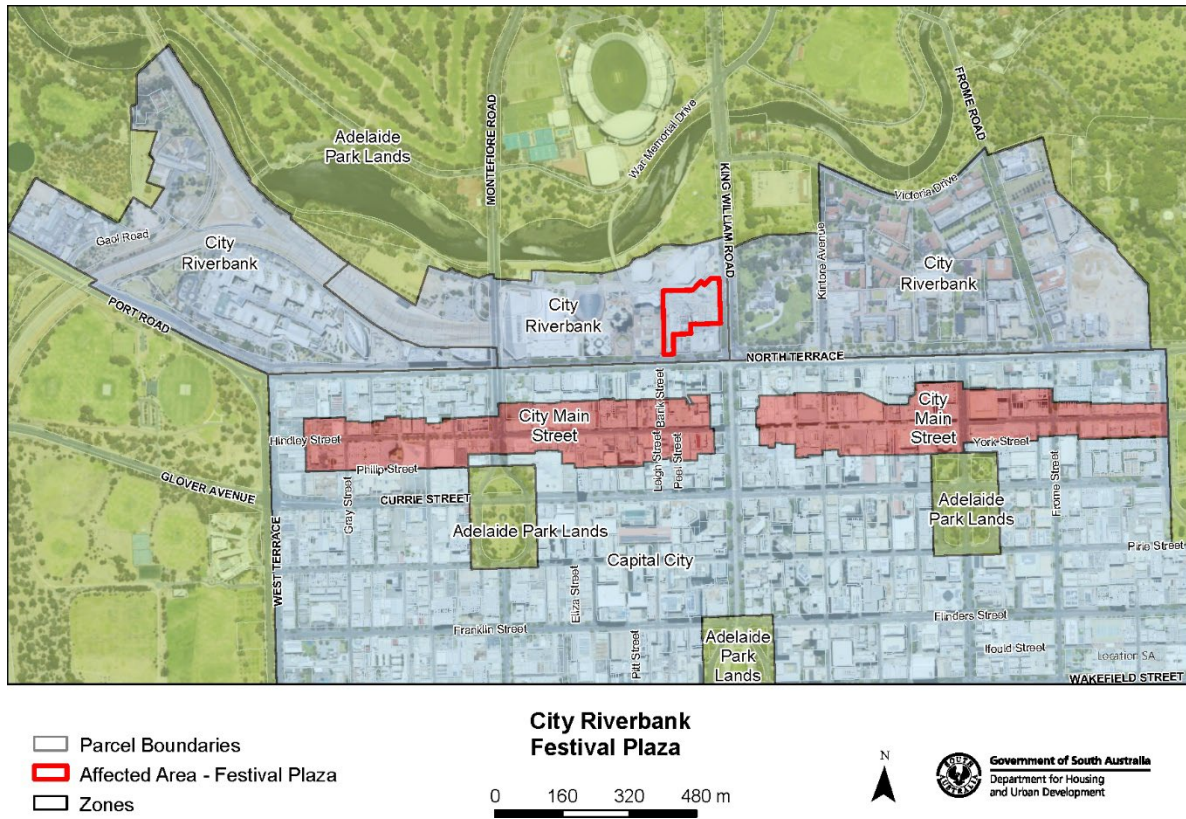 Adelaide
Park Lands
War Memorial Drive
MONTEFIORE ROAD
KING WILLIAM ROAD
FROME ROAD
Victoria Drive
Kintore Avenue
Gaol Road
City
Riverbank
City
Riverbank
City
Riverbank
PORT ROAD
NORTH TERRACE
Hindley Street
City Main
Street
Bank Street
Leigh Street
Peel Street
City
Main
Street
York Street
Philip Street
GLOVER AVENUE
CURRIE STREET
Gray Street
Frome Street
WEST TERRACE
Adelaide
Park Lands
Adelaide
Park Lands
Capital City
Pirie Street
Eliza Street
Franklin Street
Pitt Street
Flinders Street
Adelaide
Park
Lands
Ifould Street
Location SA
WAKEFIELD STREET
City Riverbank
Festival Plaza
Parcel Boundaries
Affected Area - Festival Plaza
Zones
0 160 320 480 m
N
SOUTH
AUSTRALIA
Government of South Australia
Department for Housing
and Urban Development